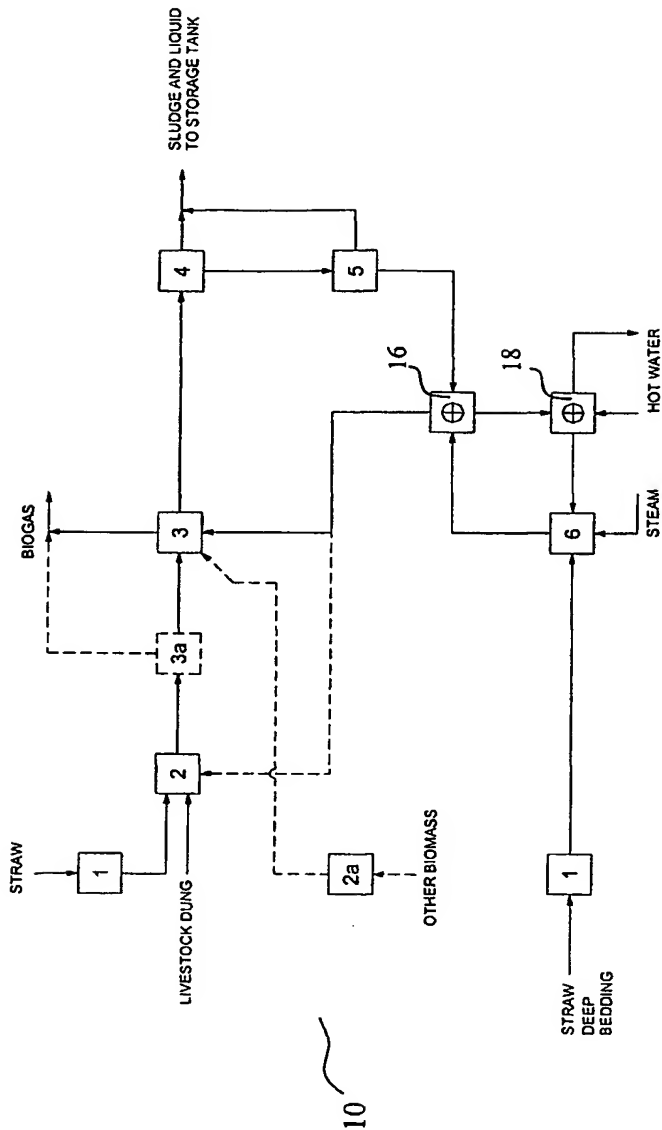 STRAW
1
LIVESTOCK DUNG
2
3a
BIOGAS
3
4
SLUDGE AND LIQUID
TO STORAGE TANK
5
2a
OTHER BIOMASS
16
18
HOT WATER
STRAW
DEEP
BEDDING
1
6
STEAM
10